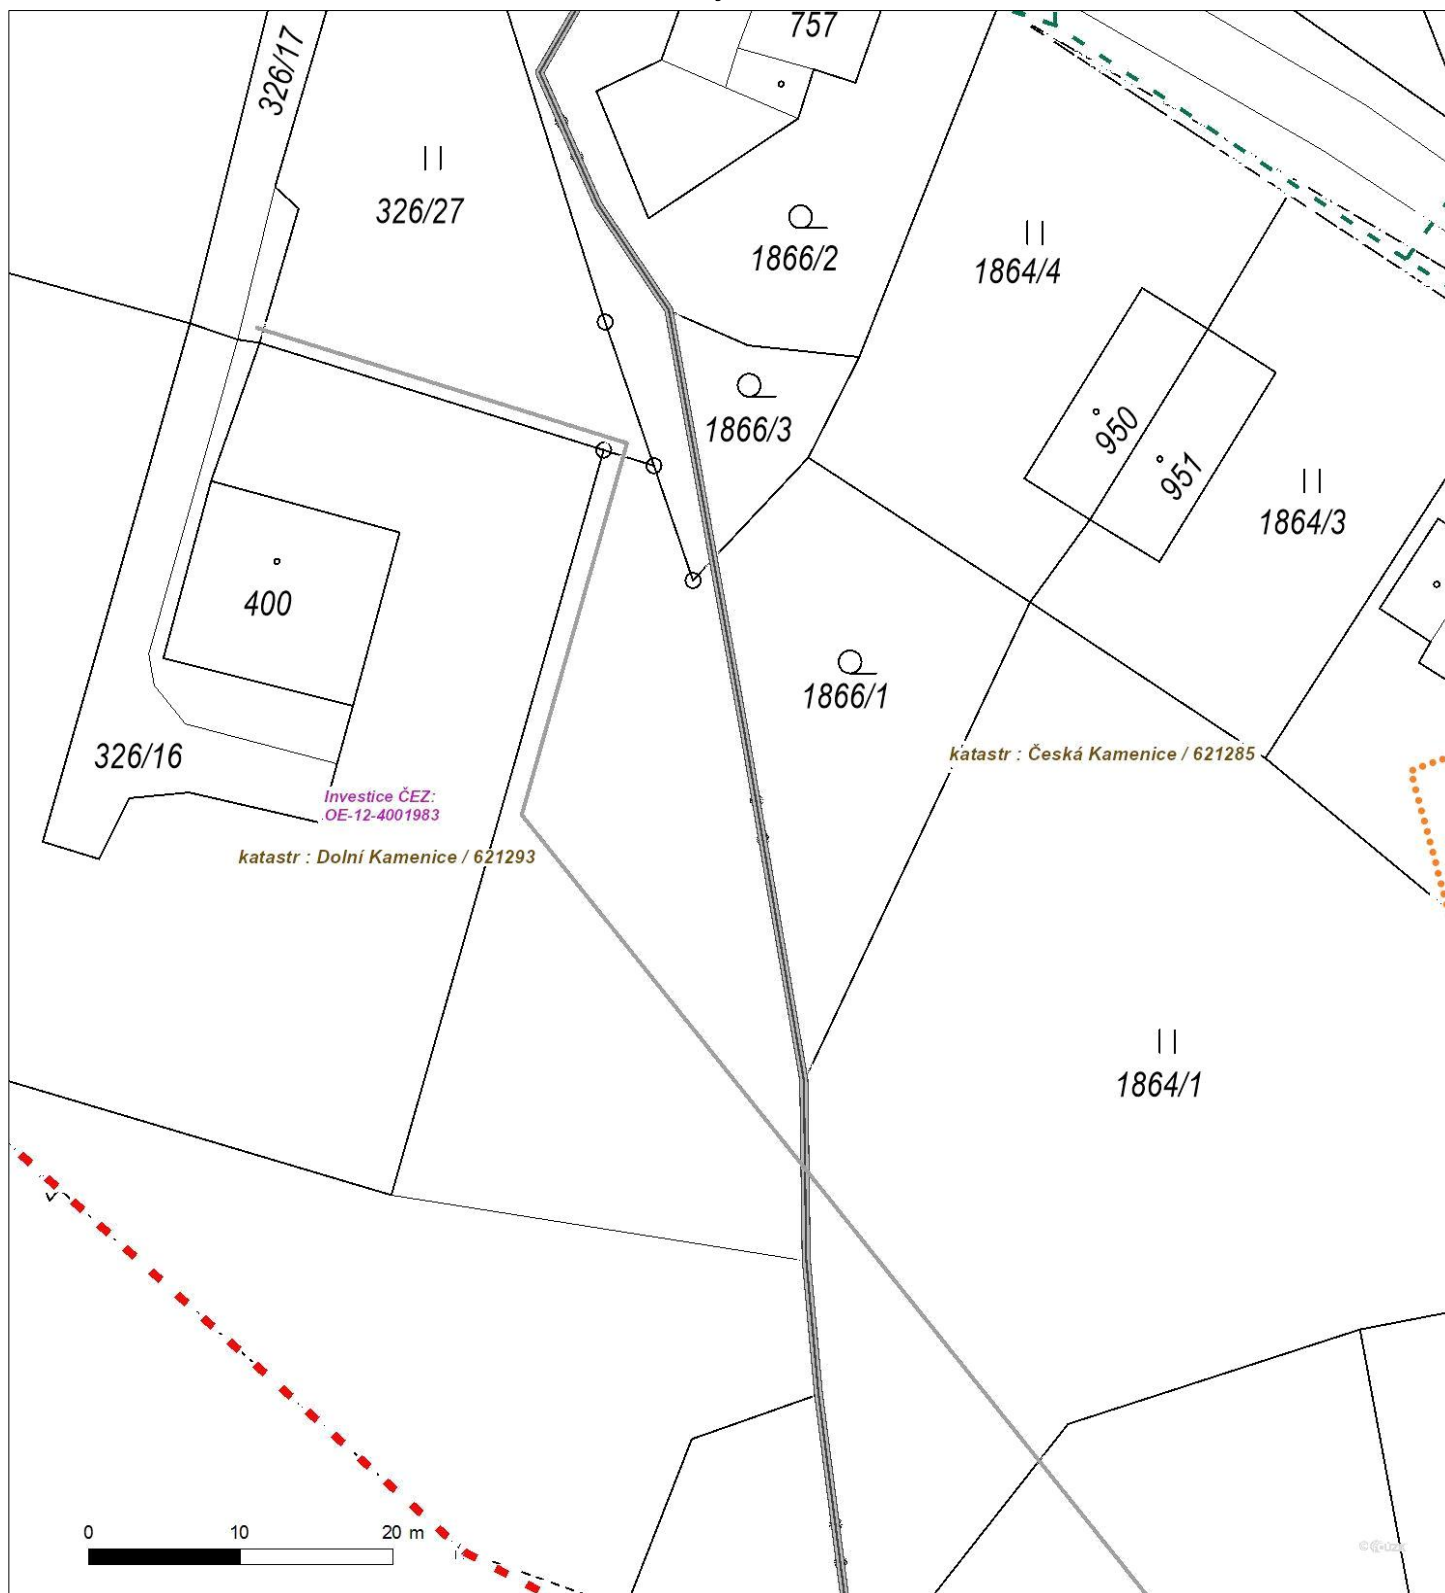 757
326/17
326/27
1866/2
1864/4
1866/3
950
951
1864/3
400
1866/1
326/16
katastr : Česká Kamenice / 621285
Investice ČEZ:
OE-12-4001983
katastr : Dolní Kamenice / 621293
1864/1
0 10 20 m